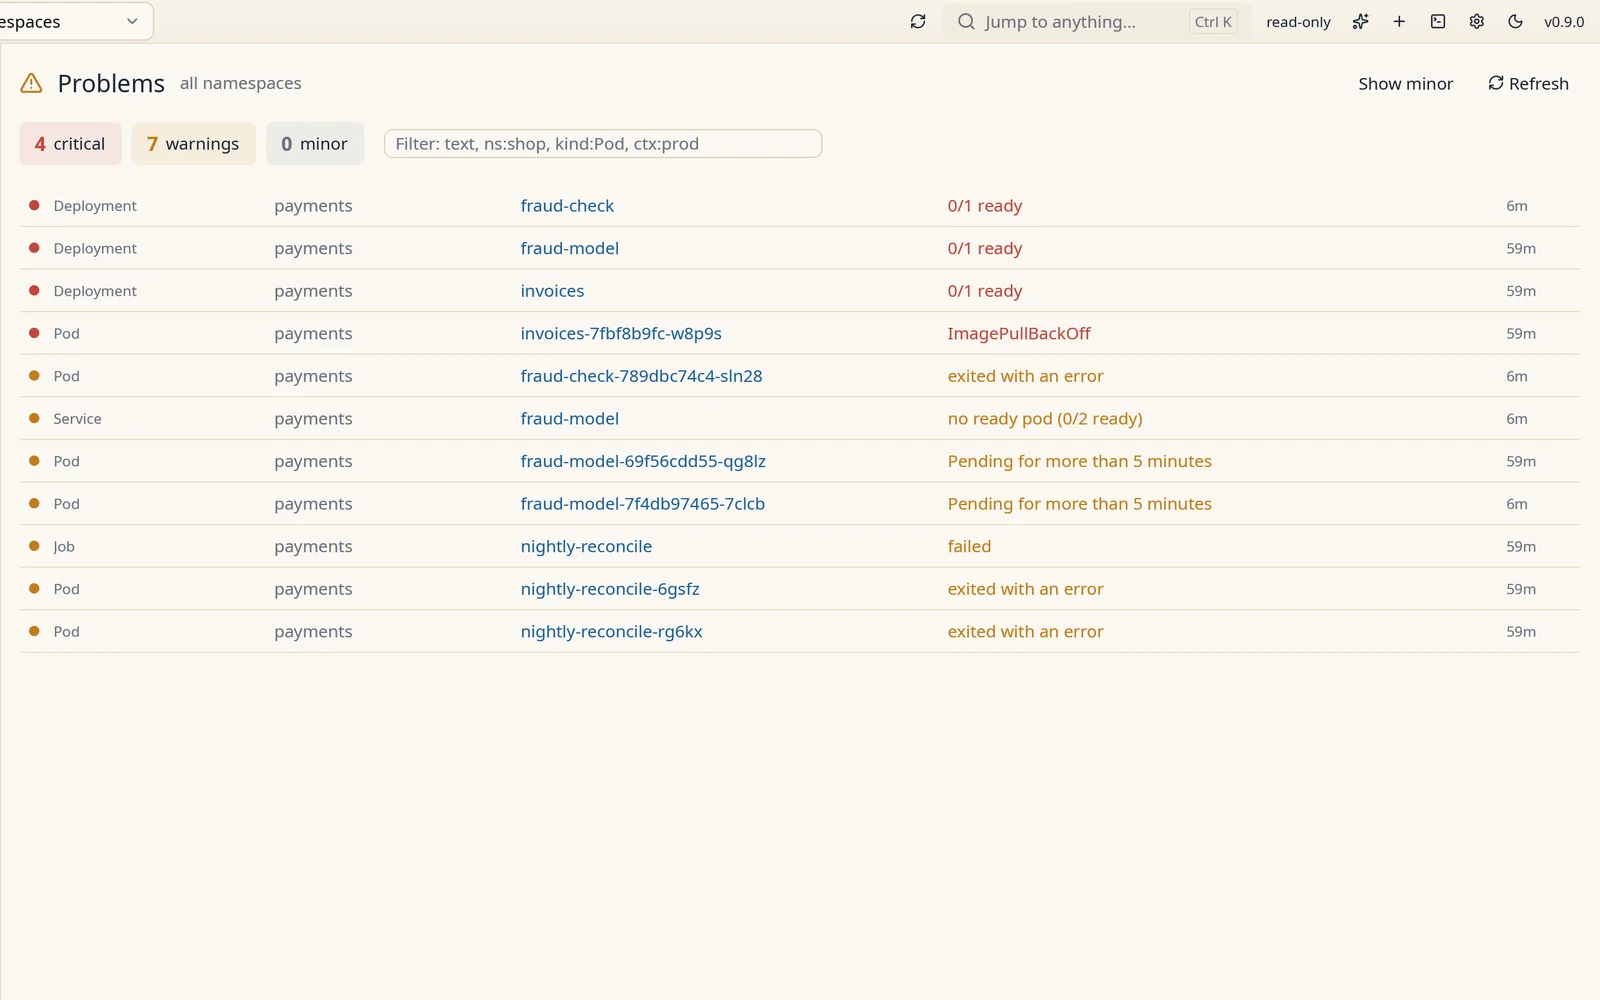 espaces
Jump to anything... Ctrl K read-only v0.9.0
Problems all namespaces Show minor Refresh
4 critical 7 warnings 0 minor Filter: text, ns:shop, kind:Pod, ctx:prod
Deployment payments fraud-check 0/1 ready 6m
Deployment payments fraud-model 0/1 ready 59m
Deployment payments invoices 0/1 ready 59m
Pod payments invoices-7fbf8b9fc-w8p9s ImagePullBackOff 59m
Pod payments fraud-check-789dbc74c4-sln28 exited with an error 6m
Service payments fraud-model no ready pod (0/2 ready) 6m
Pod payments fraud-model-69f56cdd55-qg8lz Pending for more than 5 minutes 59m
Pod payments fraud-model-7f4db97465-7clcb Pending for more than 5 minutes 6m
Job payments nightly-reconcile failed 59m
Pod payments nightly-reconcile-6gsfz exited with an error 59m
Pod payments nightly-reconcile-rg6kx exited with an error 59m